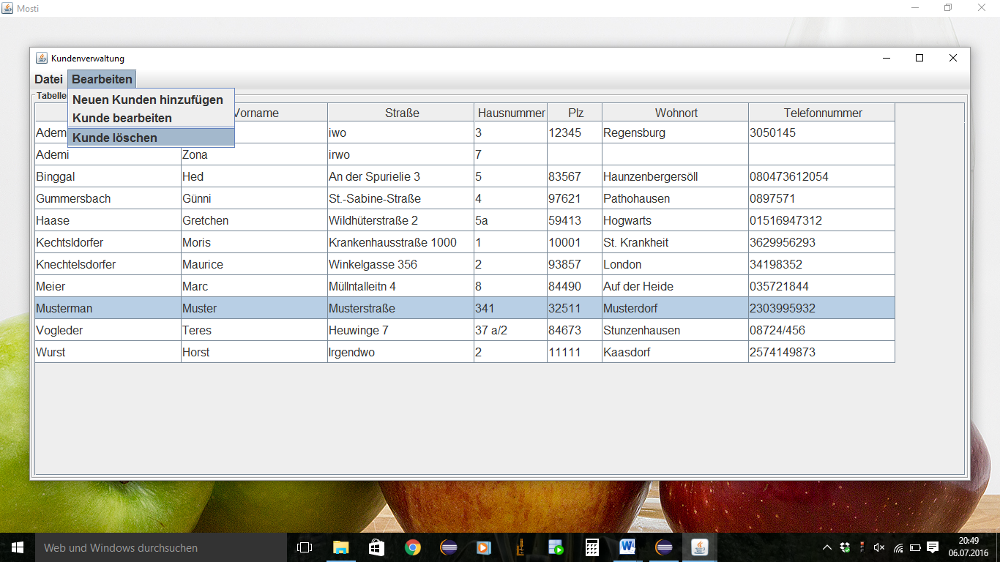 Mosti
Kundenverwaltung
Datei Bearbeiten
Tabelle
Neuen Kunden hinzufügen
Kunde bearbeiten
Kunde löschen
Vorname Straße Hausnummer Plz Wohnort Telefonnummer
Adem iwo 3 12345 Regensburg 3050145
Ademi Zona irwo 7
Binggal Hed An der Spurielie 3 5 83567 Haunzenbergersöll 080473612054
Gummersbach Günni St.-Sabine-Straße 4 97621 Pathohausen 0897571
Haase Gretchen Wildhüterstraße 2 5a 59413 Hogwarts 01516947312
Kechtsldorfer Moris Krankenhausstraße 1000 1 10001 St. Krankheit 3629956293
Knechtelsdorfer Maurice Winkelgasse 356 2 93857 London 34198352
Meier Marc Müllntalleitn 4 8 84490 Auf der Heide 035721844
Musterman Muster Musterstraße 341 32511 Musterdorf 2303995932
Vogleder Teres Heuwinge 7 37 a/2 84673 Stunzenhausen 08724/456
Wurst Horst Irgendwo 2 11111 Kaasdorf 2574149873
Web und Windows durchsuchen
20:49
06.07.2016